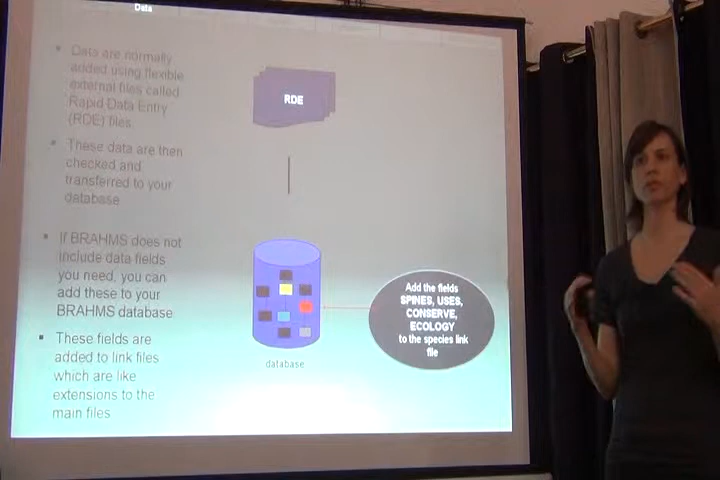 Data
Data are normally
added using flexible
external files called
Rapid Data Entry
(RDE) files.
These data are then
checked and
transferred to your
database
If BRAHMS does not
include data fields
you need, you can
add these to your
BRAHMS database
These fields are
added to link files
which are like
extensions to the
main files
RDE
database
Add the fields
SPINES, USES,
CONSERVE,
ECOLOGY
to the species link
file